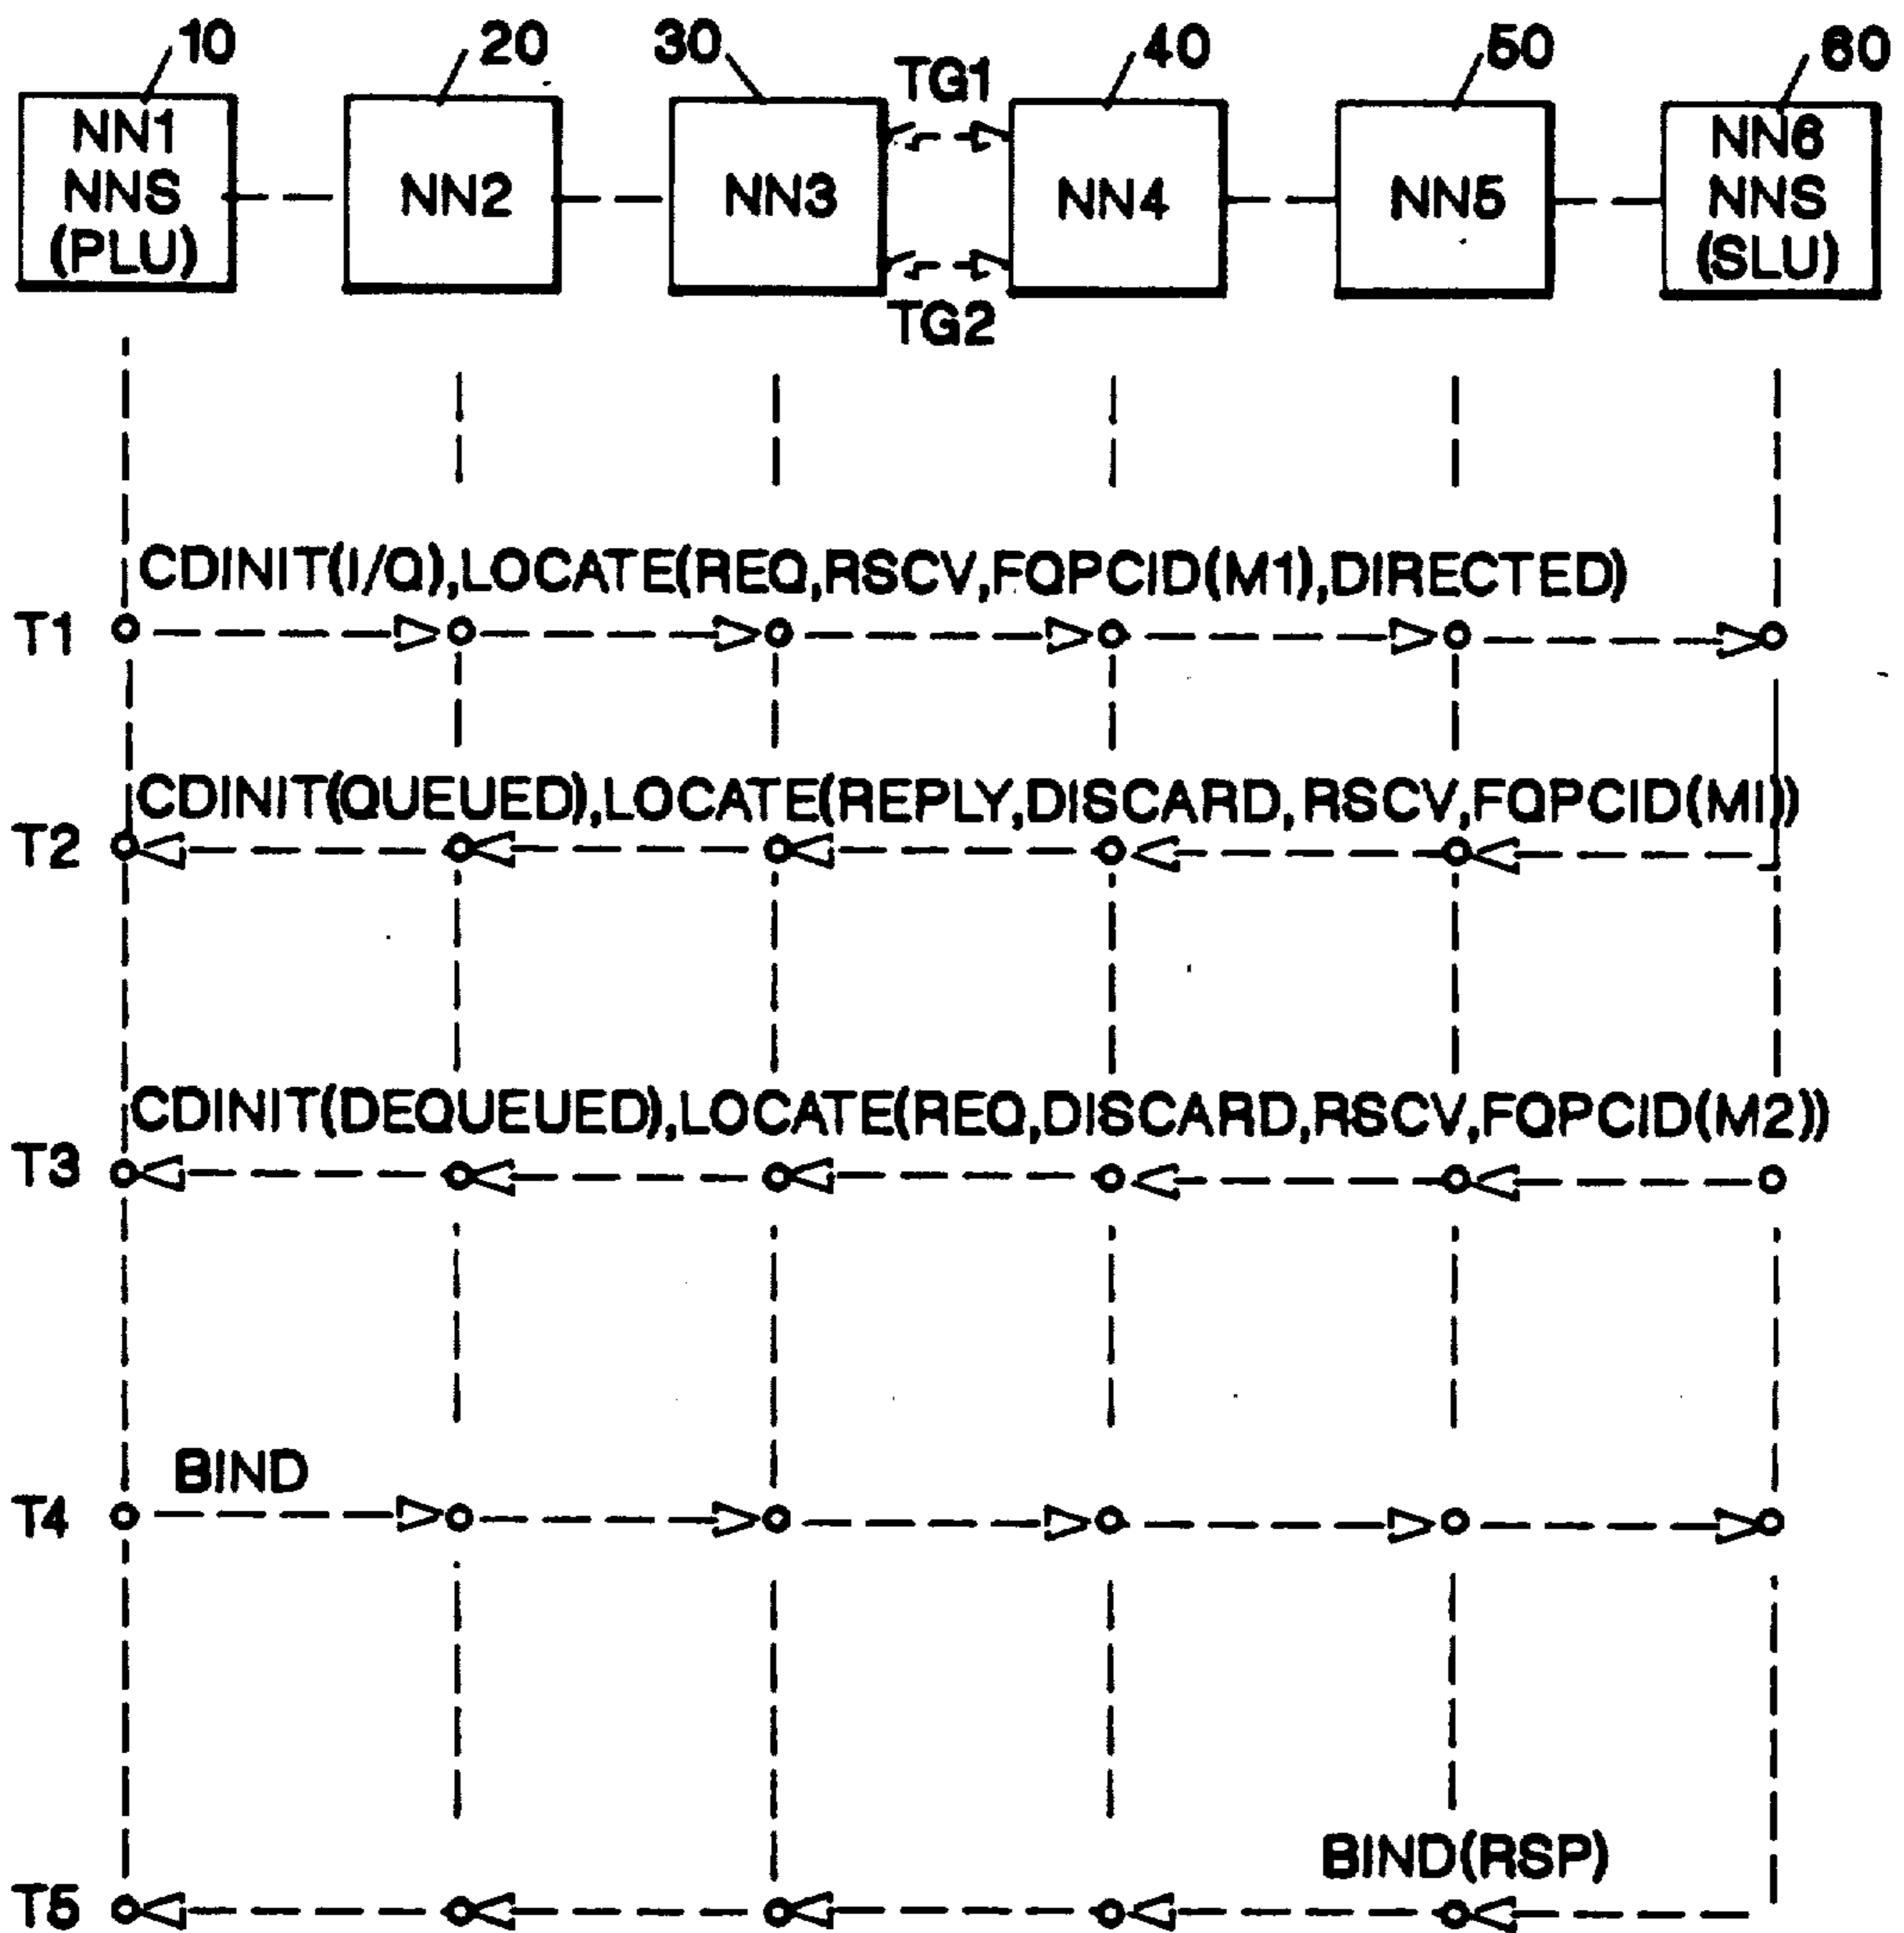 10 20 30 40 50 60
TG1
NN1
NNS
(PLU)
NN2
NN3
NN4
NN5
NN6
NNS
(SLU)
TG2
CDINIT(I/Q),LOCATE(REQ,RSCV,FQPCID(M1),DIRECTED)
T1
CDINIT(QUEUED),LOCATE(REPLY,DISCARD,RSCV,FQPCID(MI))
T2
CDINIT(DEQUEUED),LOCATE(REQ,DISCARD,RSCV,FQPCID(M2))
T3
BIND
T4
BIND(RSP)
T5